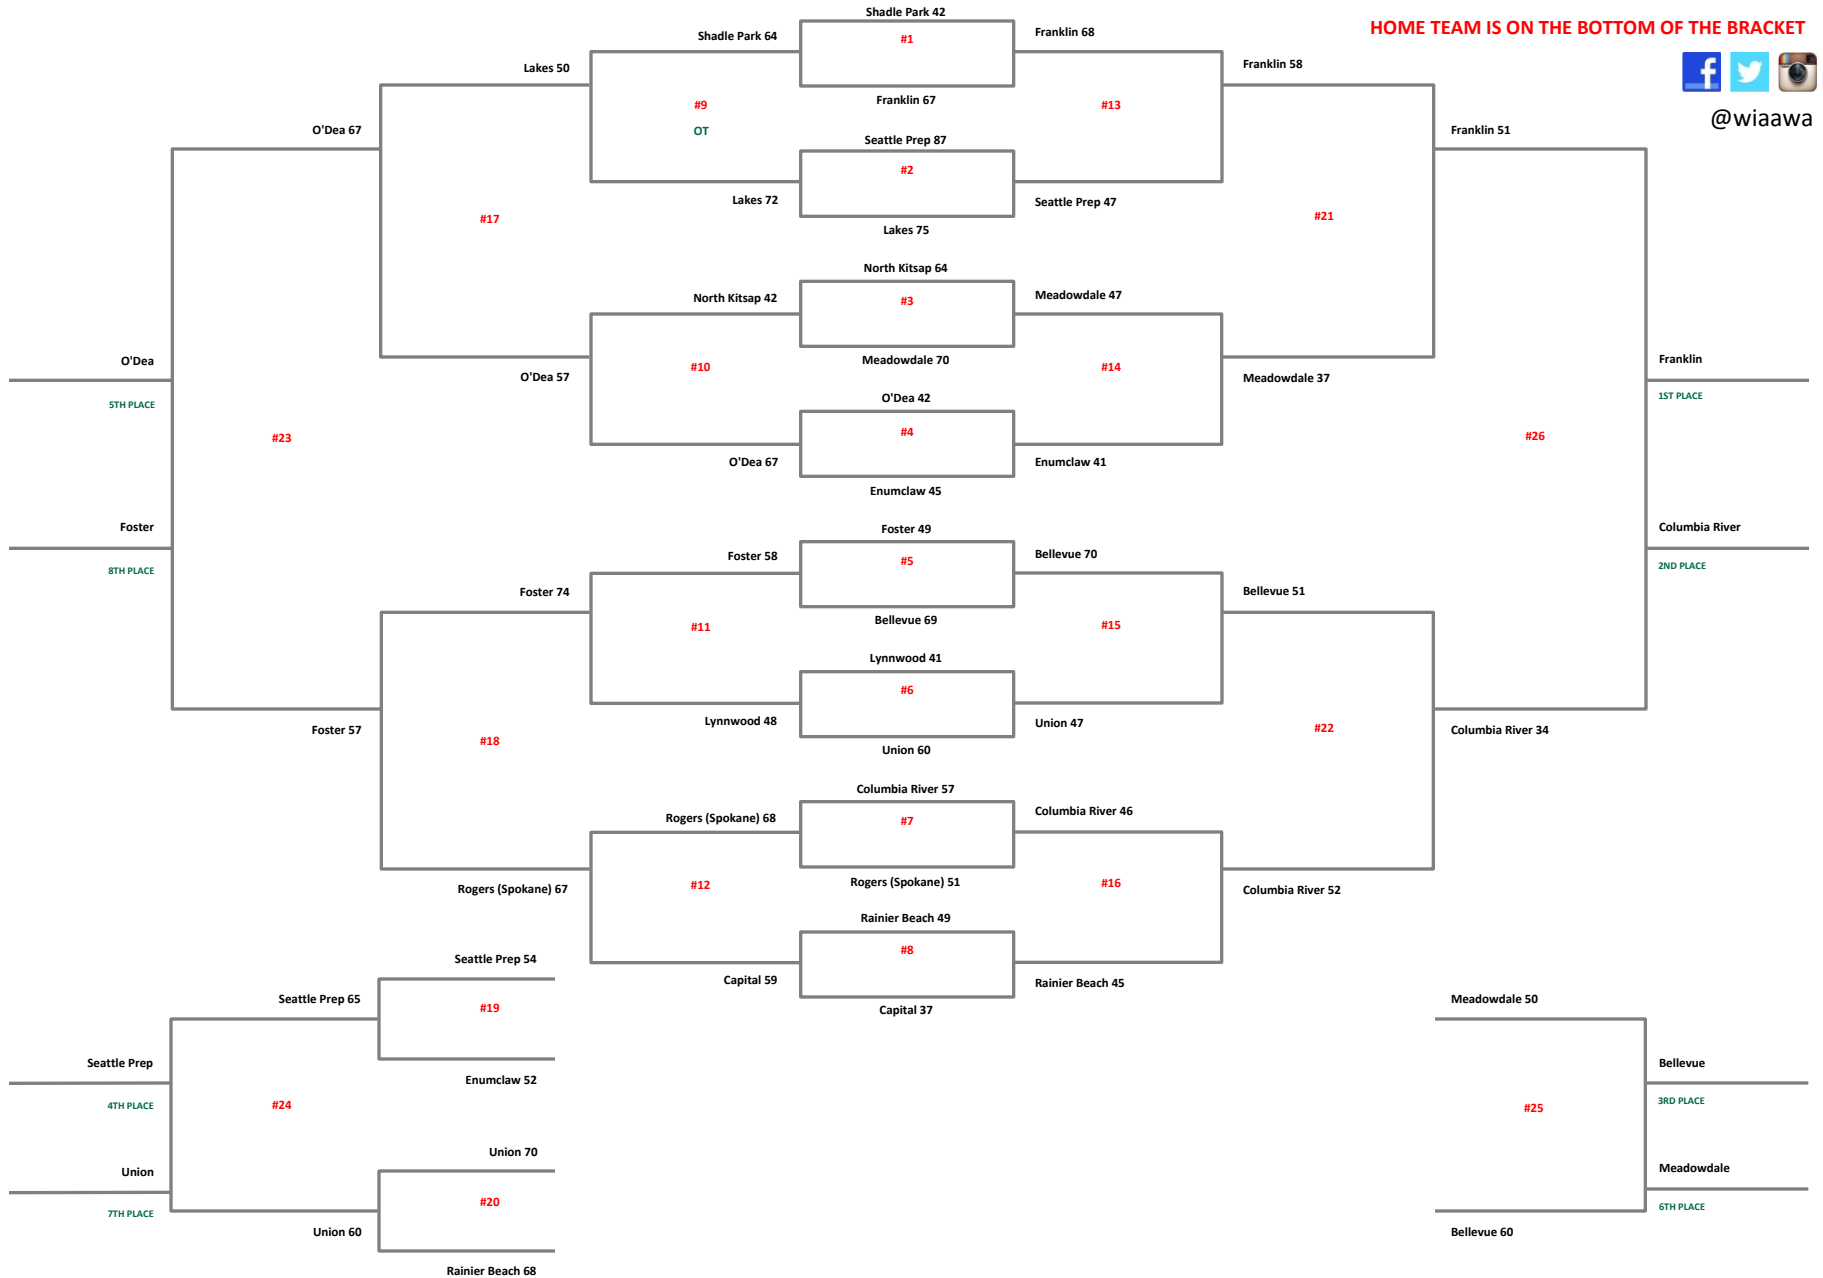 HOME TEAM IS ON THE BOTTOM OF THE BRACKET
@wiaawa
Shadle Park 42
#1
Franklin 67
Seattle Prep 87
#2
Lakes 75
North Kitsap 64
#3
Meadowdale 70
O'Dea 42
#4
Enumclaw 45
Foster 49
#5
Bellevue 69
Lynnwood 41
#6
Union 60
Columbia River 57
#7
Rogers (Spokane) 51
Rainier Beach 49
#8
Capital 37
Shadle Park 64
#9
OT
Lakes 72
North Kitsap 42
#10
O'Dea 67
Foster 58
#11
Lynnwood 48
Rogers (Spokane) 68
#12
Capital 59
Franklin 68
#13
Seattle Prep 47
Meadowdale 47
#14
Enumclaw 41
Bellevue 70
#15
Union 47
Columbia River 46
#16
Rainier Beach 45
Lakes 50
#17
O'Dea 57
Foster 74
#18
Rogers (Spokane) 67
Seattle Prep 54
#19
Enumclaw 52
Union 70
#20
Rainier Beach 68
Franklin 58
#21
Meadowdale 37
Bellevue 51
#22
Columbia River 52
O'Dea 67
#23
Foster 57
O'Dea
5TH PLACE
Foster
8TH PLACE
Seattle Prep 65
#24
Union 60
Seattle Prep
4TH PLACE
Union
7TH PLACE
Meadowdale 50
#25
Bellevue 60
Bellevue
3RD PLACE
Meadowdale
6TH PLACE
Franklin 51
#26
Columbia River 34
Franklin
1ST PLACE
Columbia River
2ND PLACE